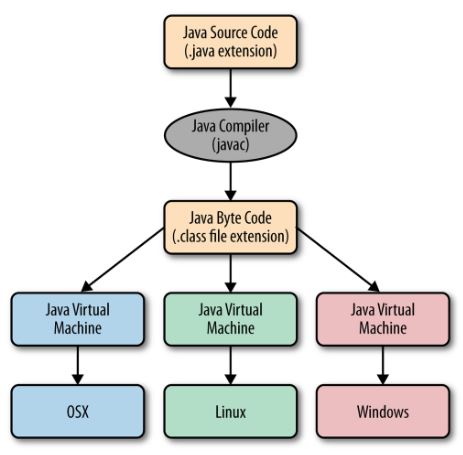 Java Source Code
(.java extension)
Java Compiler
(javac)
Java Byte Code
(.class file extension)
Java Virtual
Machine
Java Virtual
Machine
Java Virtual
Machine
OSX
Linux
Windows